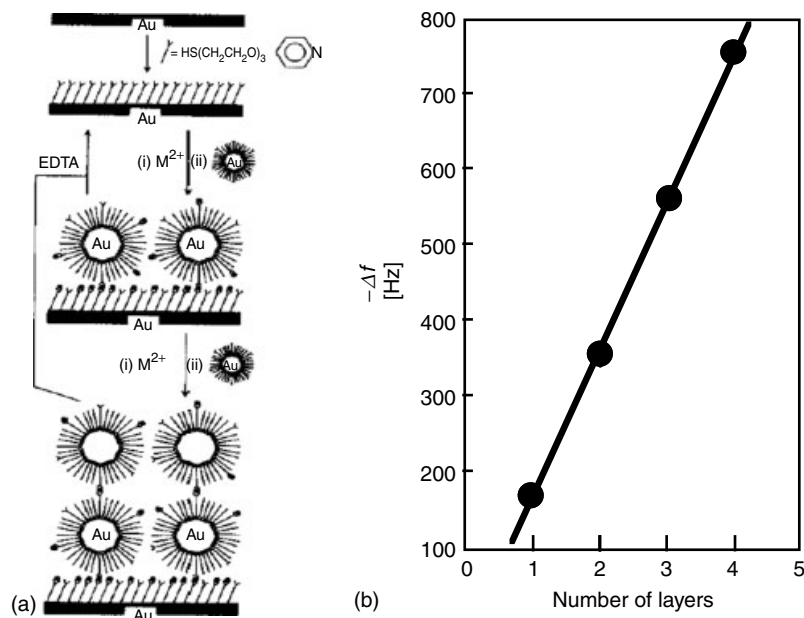 Au
= HS(CH₂CH₂O)₃ N
Au
EDTA
(i) M²⁺ (ii) Au
Au Au
Au
(i) M²⁺ (ii) Au
Au Au
(a) Au
800
700
600
500
400
300
200
100
−Δf
[Hz]
0 1 2 3 4 5
(b) Number of layers